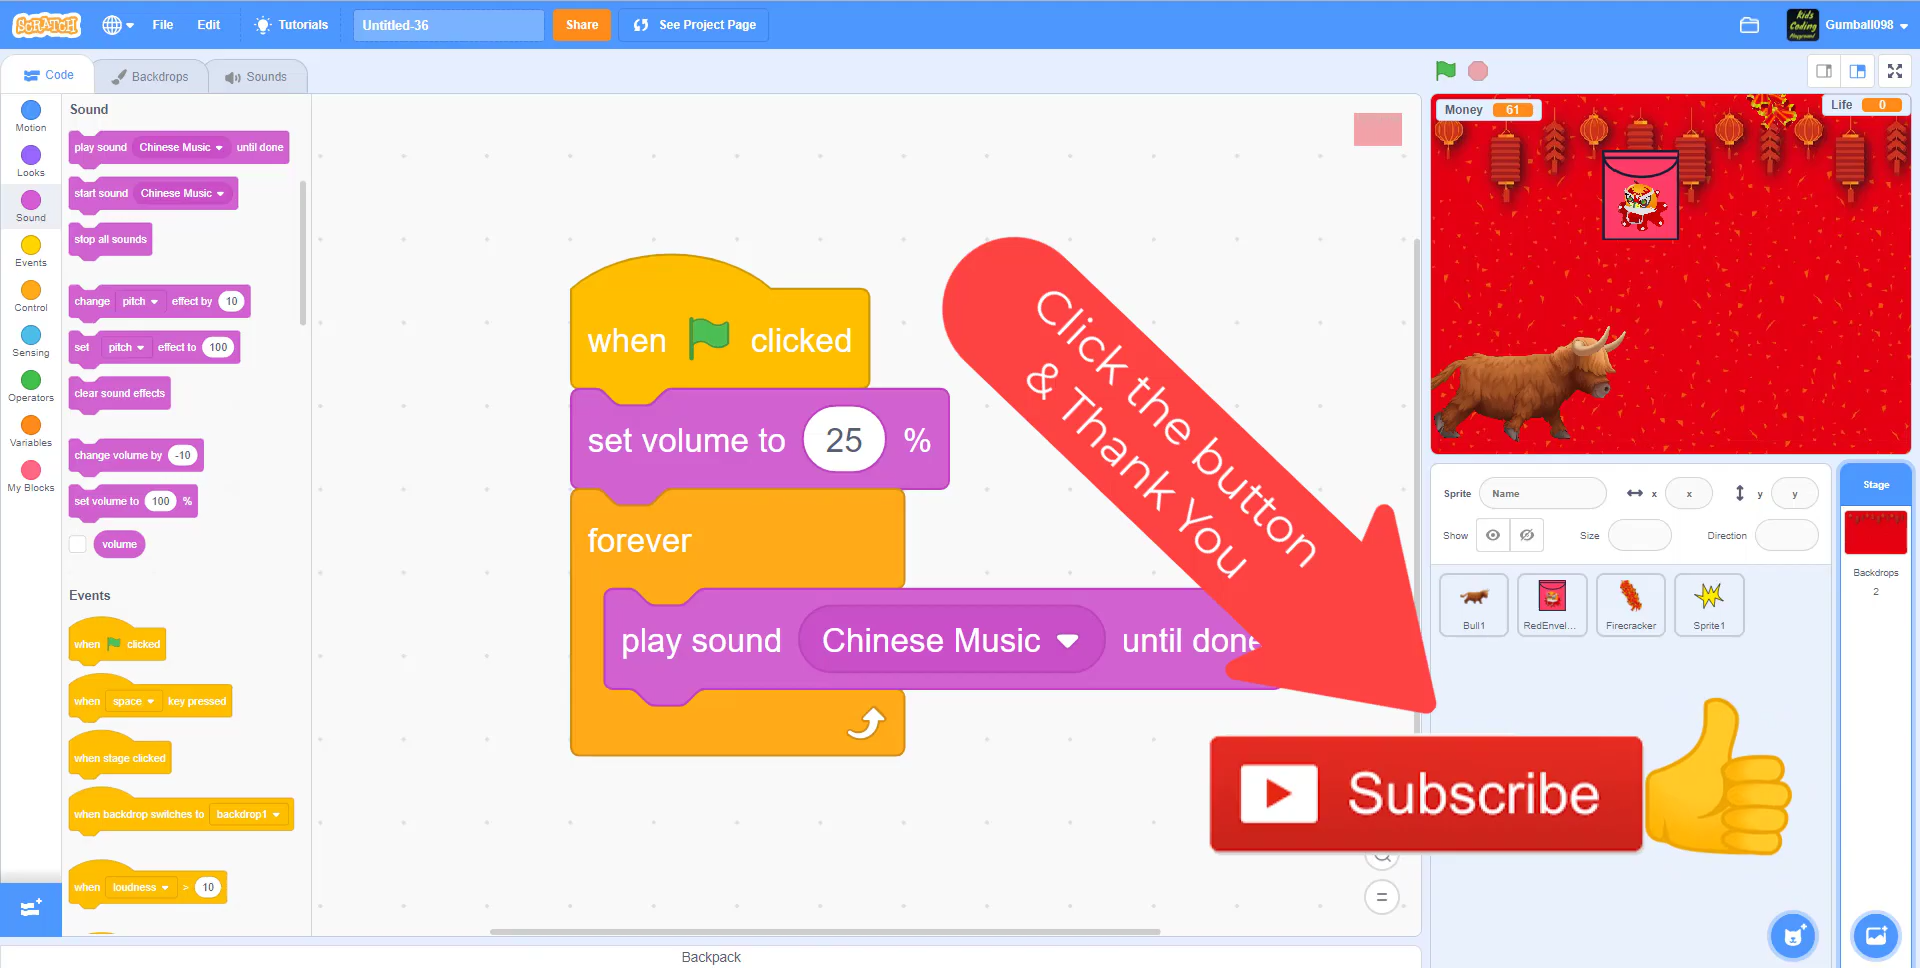 SCRATCH
File
Edit
Tutorials
Untitled-36
Share
See Project Page
Kids
Coding
Playground
Gumball098
Code
Backdrops
Sounds
Motion
Looks
Sound
Events
Control
Sensing
Operators
Variables
My Blocks
Sound
play sound Chinese Music until done
start sound Chinese Music
stop all sounds
change pitch effect by 10
set pitch effect to 100
clear sound effects
change volume by -10
set volume to 100 %
volume
Events
when clicked
when space key pressed
when stage clicked
when backdrop switches to backdrop1
when loudness > 10
when clicked
set volume to 25 %
forever
play sound Chinese Music until done
Click the button
& Thank You
Subscribe
Money 61
Life 0
Sprite Name x x y y
Show Size Direction
Bull1
RedEnvel...
Firecracker
Sprite1
Stage
Backdrops
2
Backpack